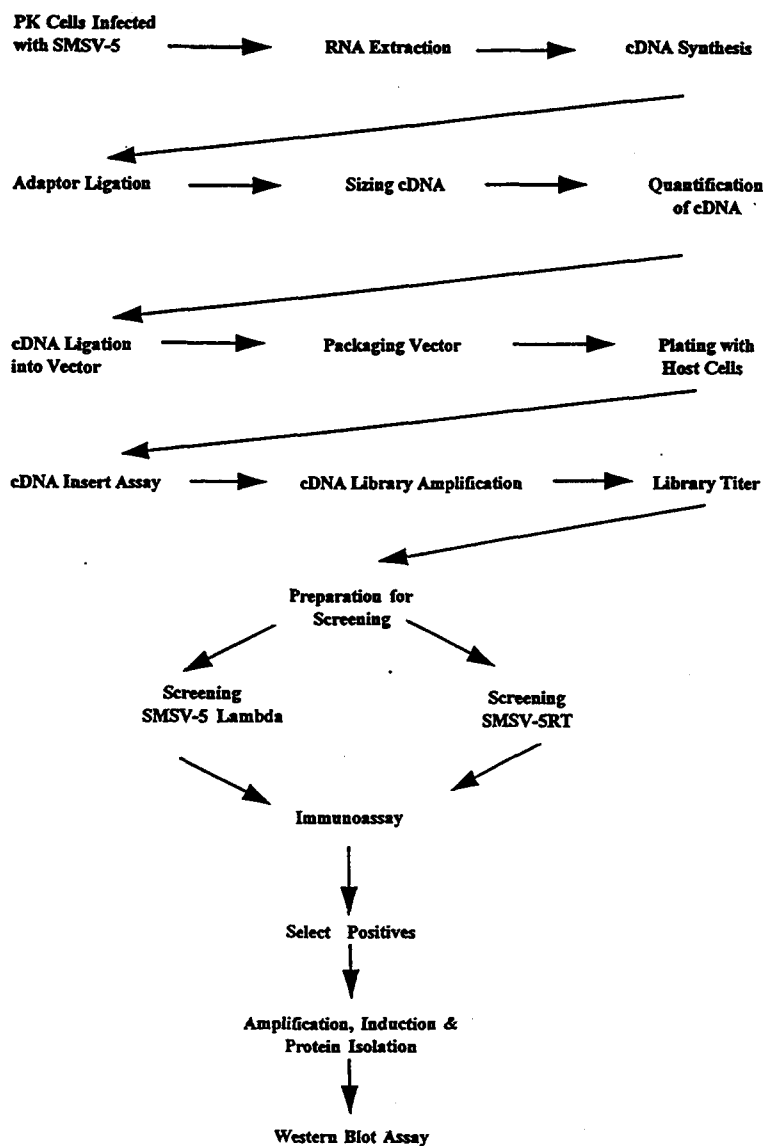 PK Cells Infected
with SMSV-5
RNA Extraction
cDNA Synthesis
Adaptor Ligation
Sizing cDNA
Quantification
of cDNA
cDNA Ligation
into Vector
Packaging Vector
Plating with
Host Cells
cDNA Insert Assay
cDNA Library Amplification
Library Titer
Preparation for
Screening
Screening
SMSV-5 Lambda
Screening
SMSV-5RT
Immunoassay
Select Positives
Amplification, Induction &
Protein Isolation
Western Blot Assay